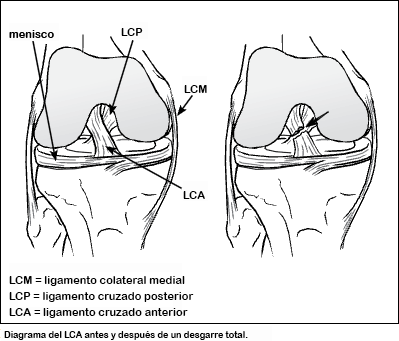 LCP
menisco
LCM
LCA
LCM = ligamento colateral medial
LCP = ligamento cruzado posterior
LCA = ligamento cruzado anterior
Diagrama del LCA antes y después de un desgarre total.